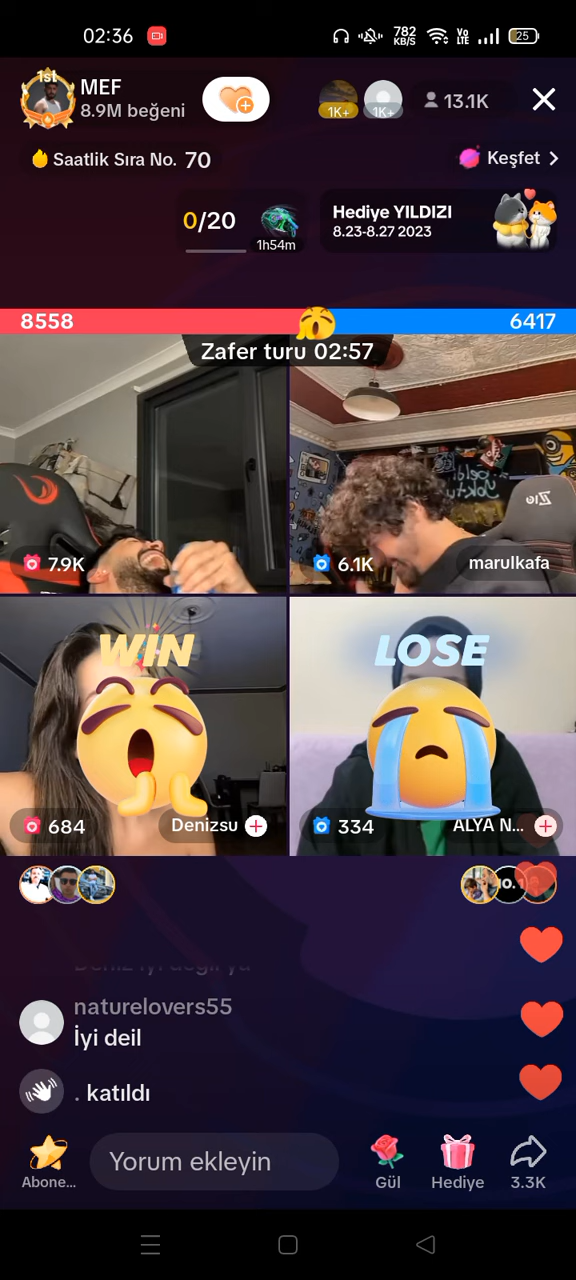 02:36
782
KB/S
Vo
LTE
25
1st
MEF
8.9M beğeni
1K+
1K+
13.1K
Saatlik Sıra No. 70
Keşfet
0/20
1h54m
Hediye YILDIZI
8.23-8.27 2023
8558
6417
Zafer turu 02:57
7.9K
6.1K
marulkafa
WIN
LOSE
684
Denizsu
334
ALYA N...
naturelovers55
İyi deil
. katıldı
Abone...
Yorum ekleyin
Gül
Hediye
3.3K